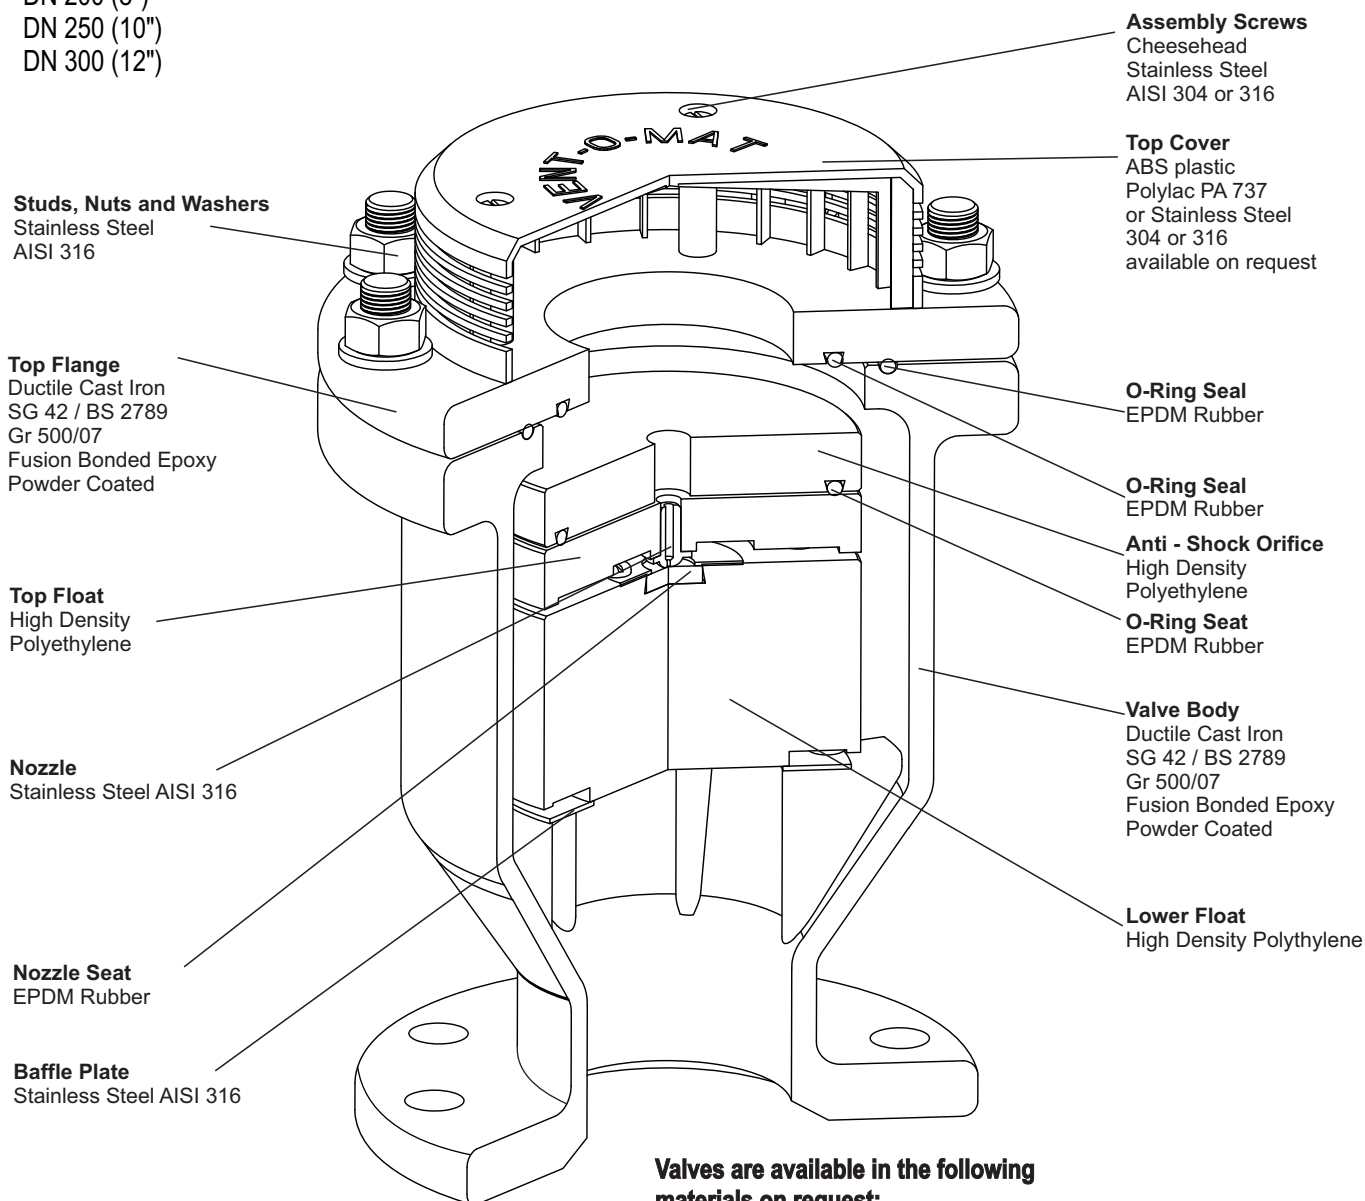 DN 200 (8")
DN 250 (10")
DN 300 (12")
Assembly Screws
Cheesehead
Stainless Steel
AISI 304 or 316
VENT-O-MAT
Top Cover
ABS plastic
Polylac PA 737
or Stainless Steel
304 or 316
available on request
Studs, Nuts and Washers
Stainless Steel
AISI 316
Top Flange
Ductile Cast Iron
SG 42 / BS 2789
Gr 500/07
Fusion Bonded Epoxy
Powder Coated
O-Ring Seal
EPDM Rubber
O-Ring Seal
EPDM Rubber
Anti - Shock Orifice
High Density
Polyethylene
Top Float
High Density
Polyethylene
O-Ring Seat
EPDM Rubber
Valve Body
Ductile Cast Iron
SG 42 / BS 2789
Gr 500/07
Fusion Bonded Epoxy
Powder Coated
Nozzle
Stainless Steel AISI 316
Lower Float
High Density Polythylene
Nozzle Seat
EPDM Rubber
Baffle Plate
Stainless Steel AISI 316
Valves are available in the following
materials on request: